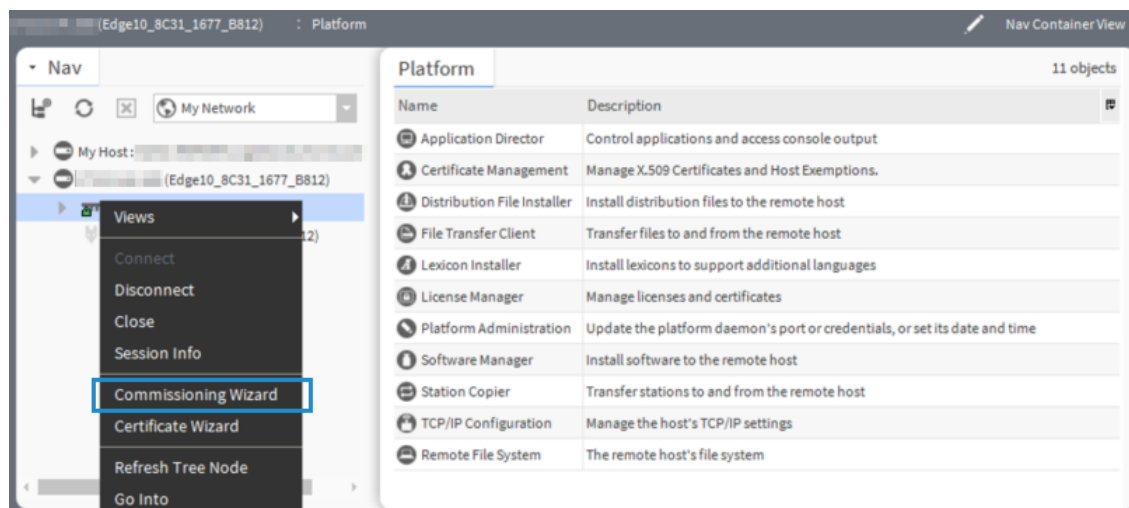 (Edge10_8C31_1677_B812) : Platform Nav Container View
Nav
My Network
My Host :
(Edge10_8C31_1677_B812)
12)
Views
Connect
Disconnect
Close
Session Info
Commissioning Wizard
Certificate Wizard
Refresh Tree Node
Go Into
Platform 11 objects
Name Description
Application Director Control applications and access console output
Certificate Management Manage X.509 Certificates and Host Exemptions.
Distribution File Installer Install distribution files to the remote host
File Transfer Client Transfer files to and from the remote host
Lexicon Installer Install lexicons to support additional languages
License Manager Manage licenses and certificates
Platform Administration Update the platform daemon's port or credentials, or set its date and time
Software Manager Install software to the remote host
Station Copier Transfer stations to and from the remote host
TCP/IP Configuration Manage the host's TCP/IP settings
Remote File System The remote host's file system